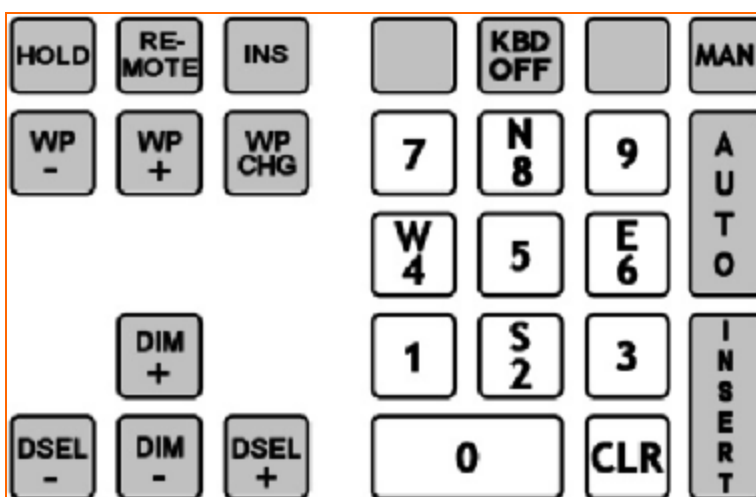 HOLD
RE-
MOTE
INS
KBD
OFF
MAN
WP
-
WP
+
WP
CHG
7
N
8
9
A
U
T
O
W
4
5
E
6
DIM
+
1
S
2
3
I
N
S
E
R
T
DSEL
-
DIM
-
DSEL
+
0
CLR